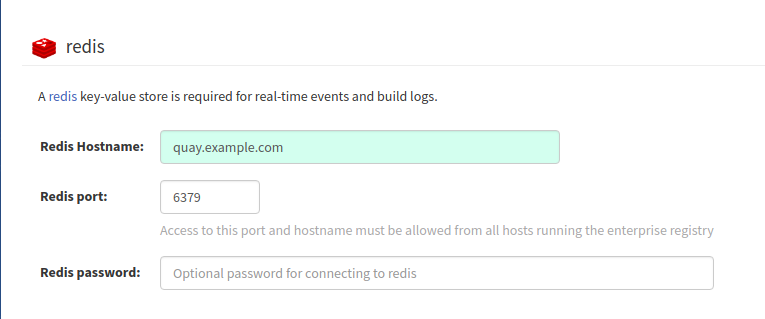 redis
A redis key-value store is required for real-time events and build logs.
Redis Hostname: quay.example.com
Redis port: 6379
Access to this port and hostname must be allowed from all hosts running the enterprise registry
Redis password: Optional password for connecting to redis